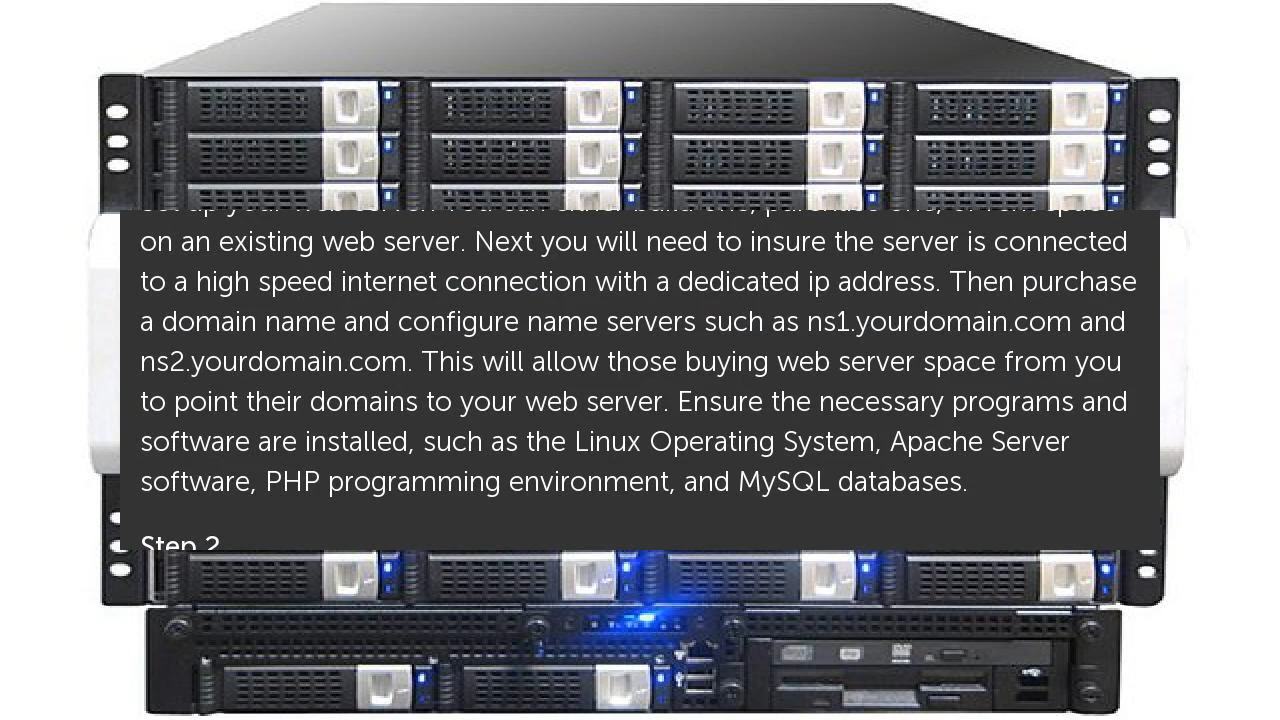 on an existing web server. Next you will need to insure the server is connected
to a high speed internet connection with a dedicated ip address. Then purchase
a domain name and configure name servers such as ns1.yourdomain.com and
ns2.yourdomain.com. This will allow those buying web server space from you
to point their domains to your web server. Ensure the necessary programs and
software are installed, such as the Linux Operating System, Apache Server
software, PHP programming environment, and MySQL databases.
Step 2